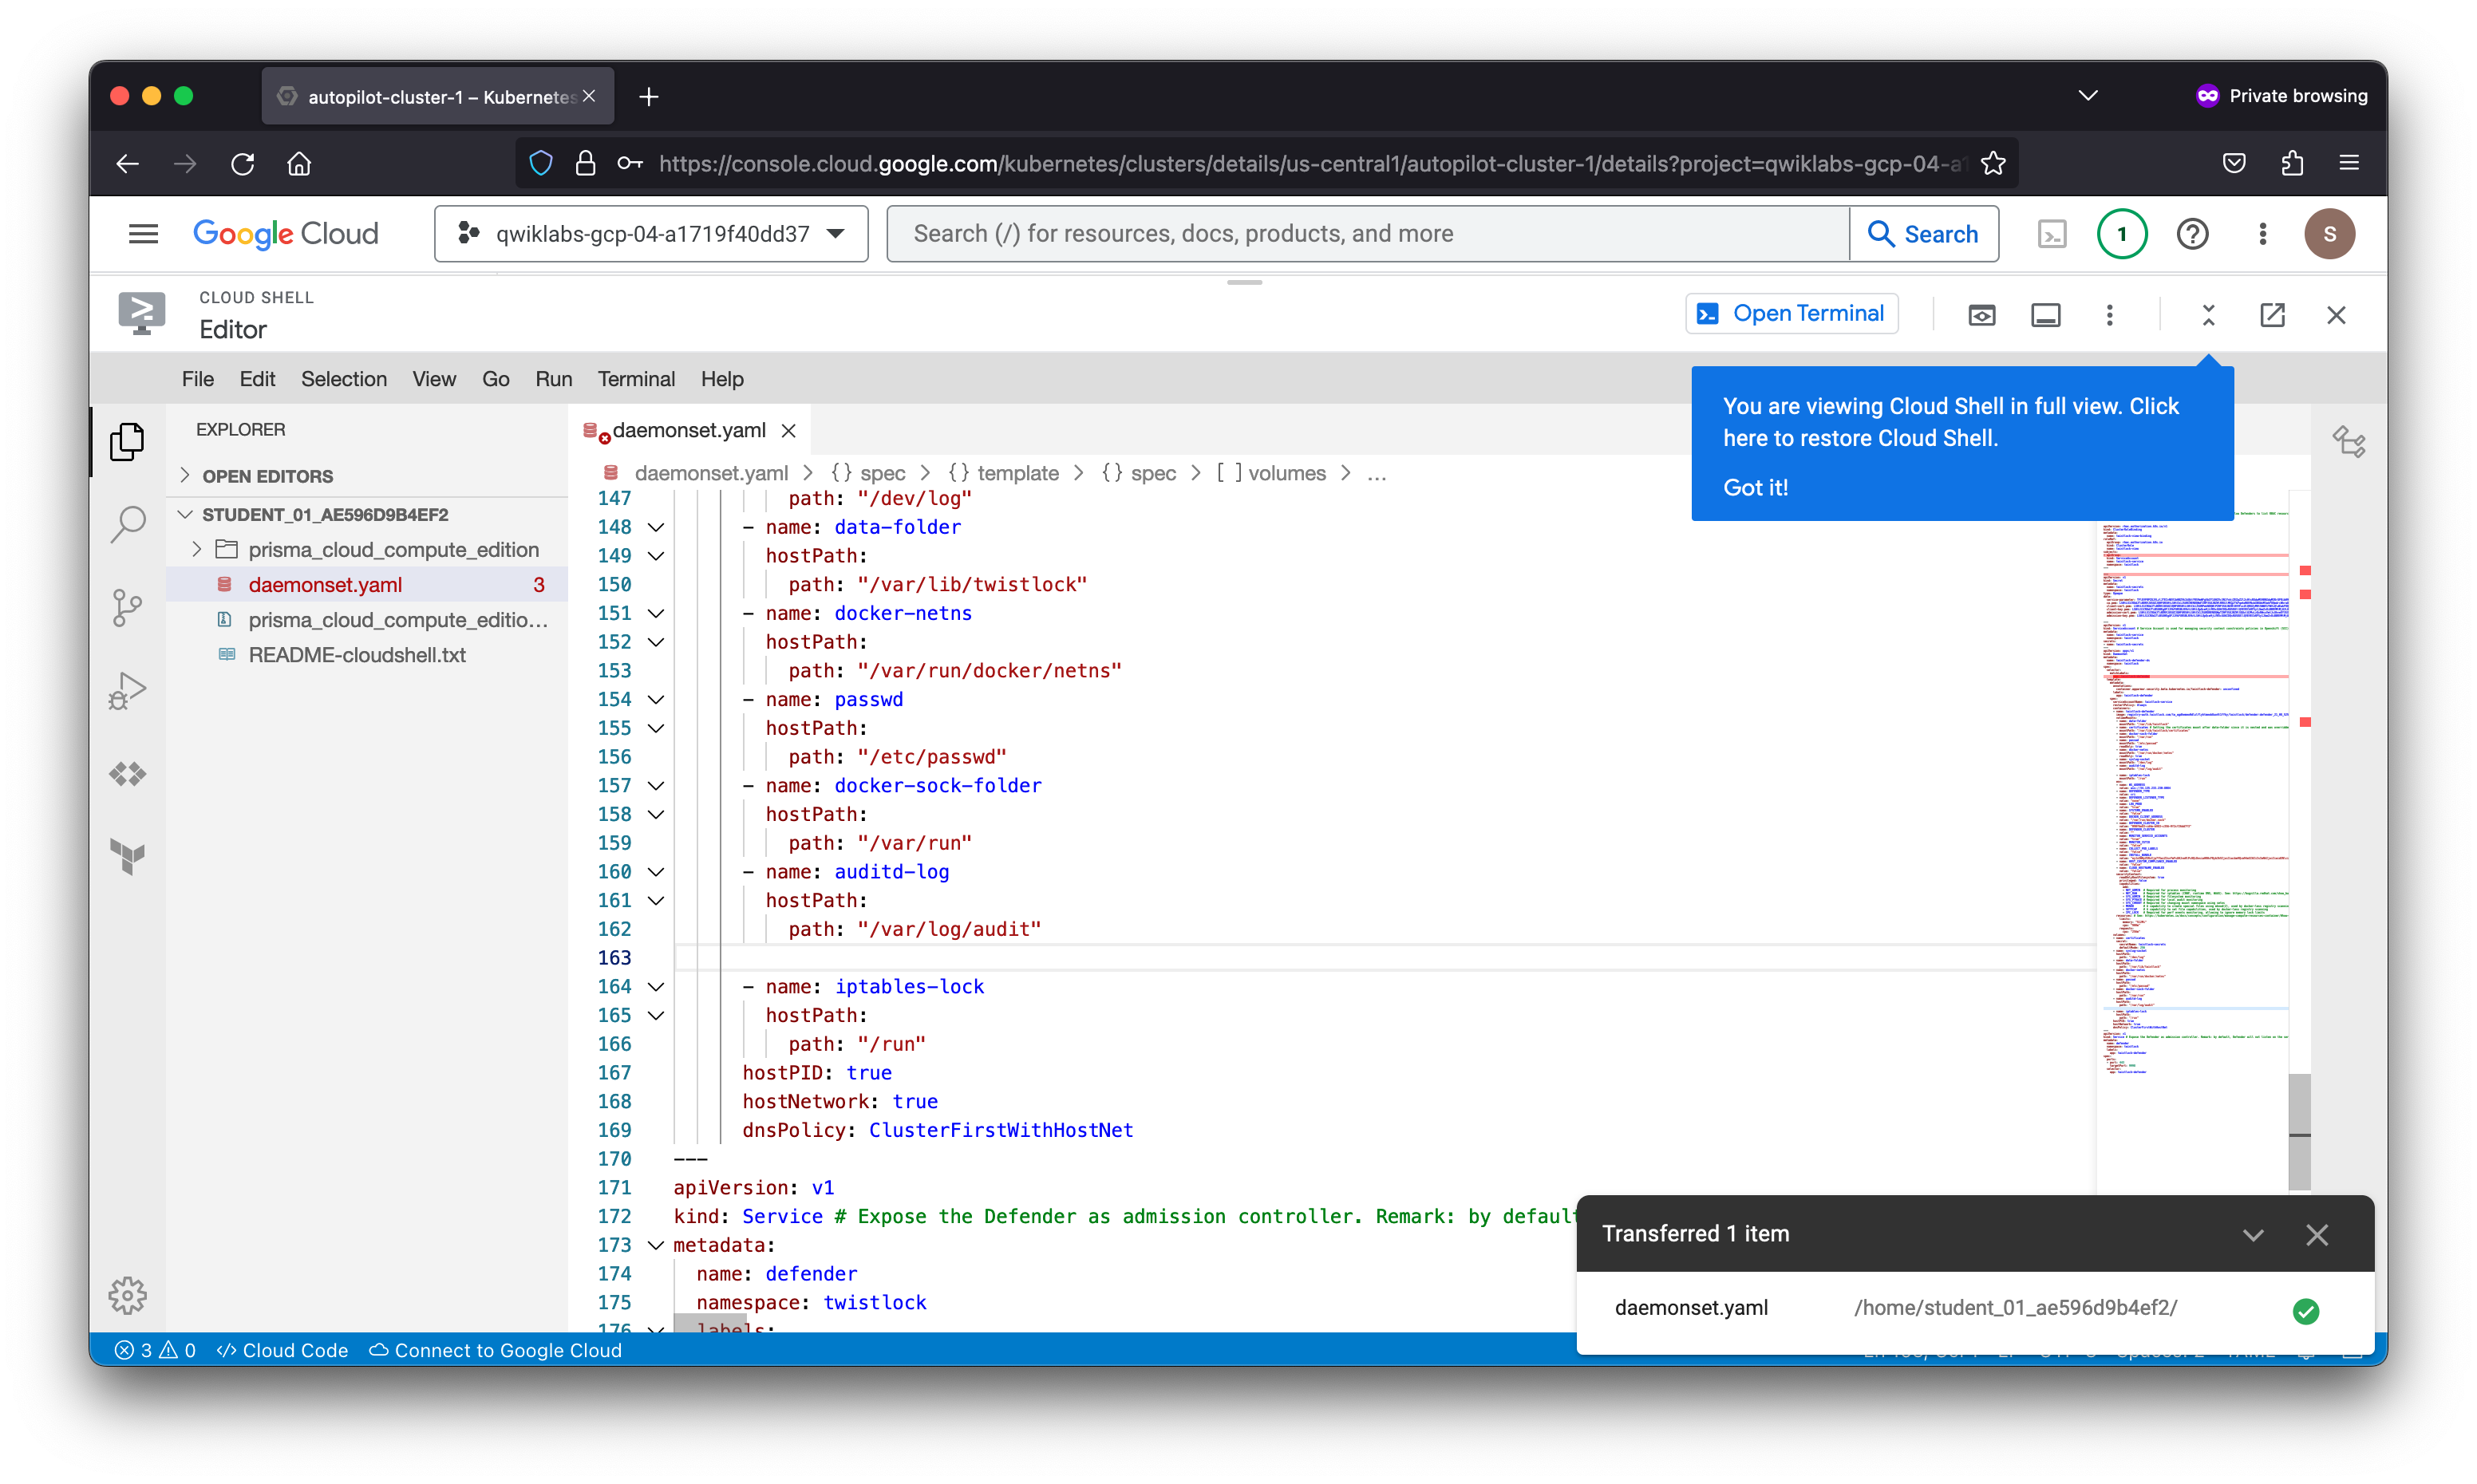 autopilot-cluster-1 – Kubernetes
Private browsing
https://console.cloud.google.com/kubernetes/clusters/details/us-central1/autopilot-cluster-1/details?project=qwiklabs-gcp-04-a1
Google Cloud
qwiklabs-gcp-04-a1719f40dd37
Search (/) for resources, docs, products, and more
Search
1
S
CLOUD SHELL
Editor
Open Terminal
File Edit Selection View Go Run Terminal Help
You are viewing Cloud Shell in full view. Click
here to restore Cloud Shell.
Got it!
EXPLORER
OPEN EDITORS
STUDENT_01_AE596D9B4EF2
prisma_cloud_compute_edition
daemonset.yaml 3
prisma_cloud_compute_editio...
README-cloudshell.txt
daemonset.yaml
daemonset.yaml > {} spec > {} template > {} spec > [ ] volumes > ...
147 path: "/dev/log"
148 - name: data-folder
149 hostPath:
150 path: "/var/lib/twistlock"
151 - name: docker-netns
152 hostPath:
153 path: "/var/run/docker/netns"
154 - name: passwd
155 hostPath:
156 path: "/etc/passwd"
157 - name: docker-sock-folder
158 hostPath:
159 path: "/var/run"
160 - name: auditd-log
161 hostPath:
162 path: "/var/log/audit"
163
164 - name: iptables-lock
165 hostPath:
166 path: "/run"
167 hostPID: true
168 hostNetwork: true
169 dnsPolicy: ClusterFirstWithHostNet
170 ---
171 apiVersion: v1
172 kind: Service # Expose the Defender as admission controller. Remark: by default
173 metadata:
174 name: defender
175 namespace: twistlock
176 labels:
Transferred 1 item
daemonset.yaml /home/student_01_ae596d9b4ef2/
3 0 Cloud Code Connect to Google Cloud